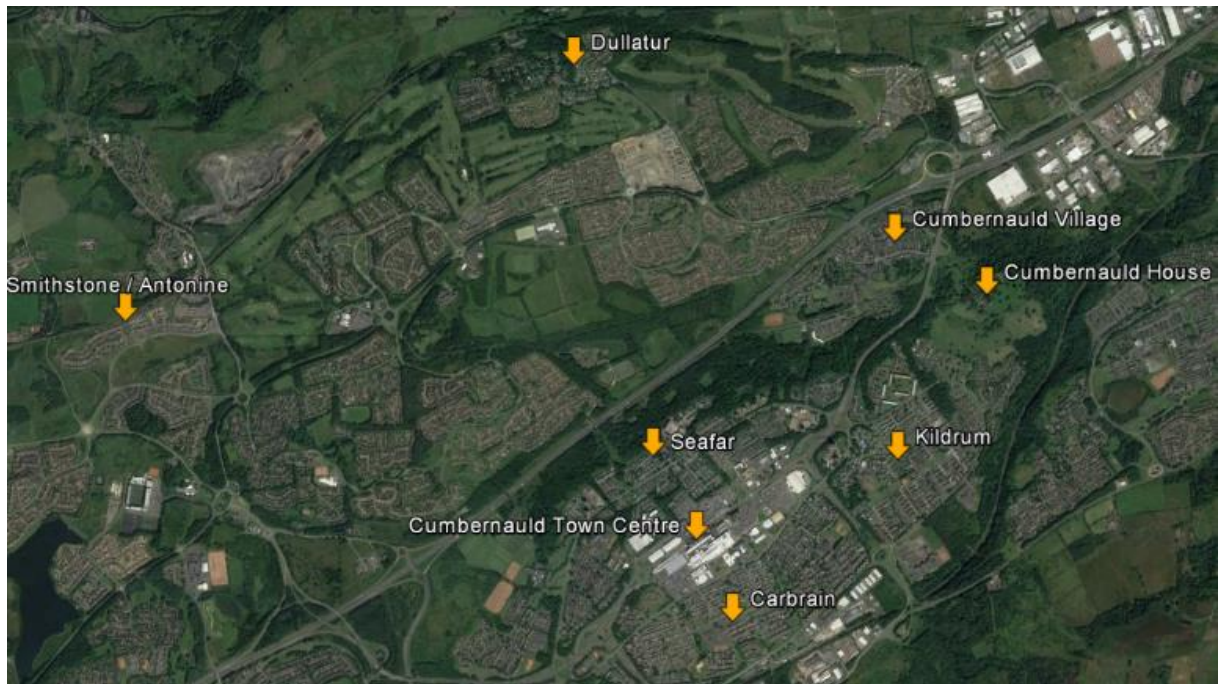 Dullatur
Cumbernauld Village
Cumbernauld House
Smithstone / Antonine
Seafar
Kildrum
Cumbernauld Town Centre
Carbrain